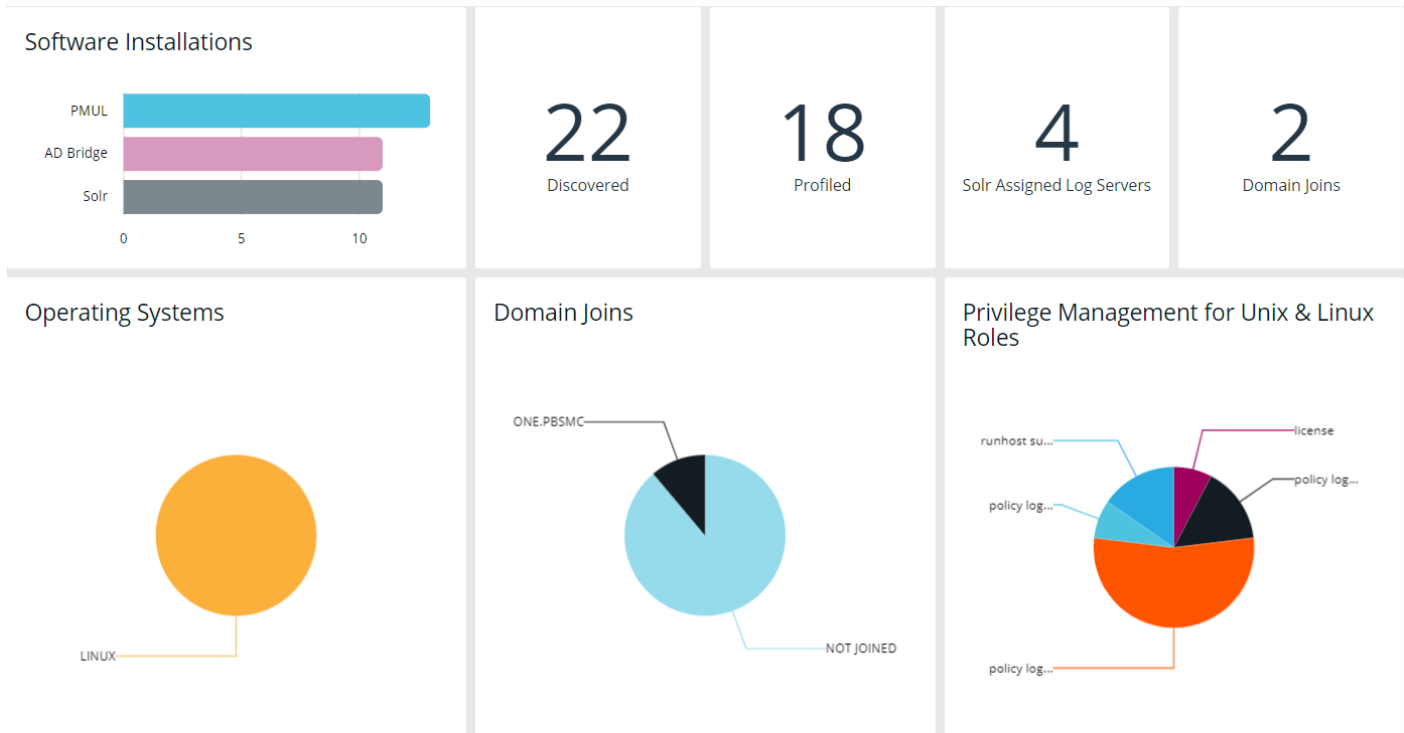 Software Installations
PMUL
AD Bridge
Solr
0 5 10
22
Discovered
18
Profiled
4
Solr Assigned Log Servers
2
Domain Joins
Operating Systems
LINUX
Domain Joins
ONE.PBSMC
NOT JOINED
Privilege Management for Unix & Linux
Roles
license
runhost su...
policy log...
policy log...
policy log...